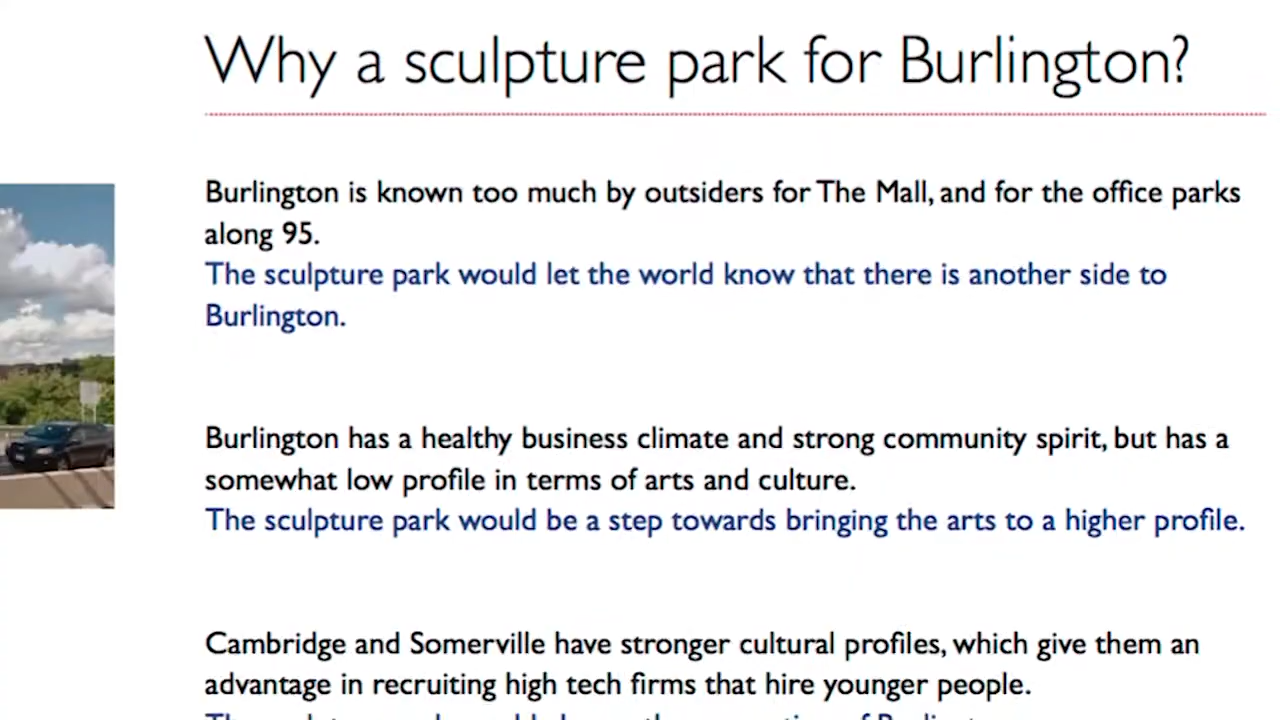 Why a sculpture park for Burlington?
Burlington is known too much by outsiders for The Mall, and for the office parks
along 95.
The sculpture park would let the world know that there is another side to
Burlington.
Burlington has a healthy business climate and strong community spirit, but has a
somewhat low profile in terms of arts and culture.
The sculpture park would be a step towards bringing the arts to a higher profile.
Cambridge and Somerville have stronger cultural profiles, which give them an
advantage in recruiting high tech firms that hire younger people.